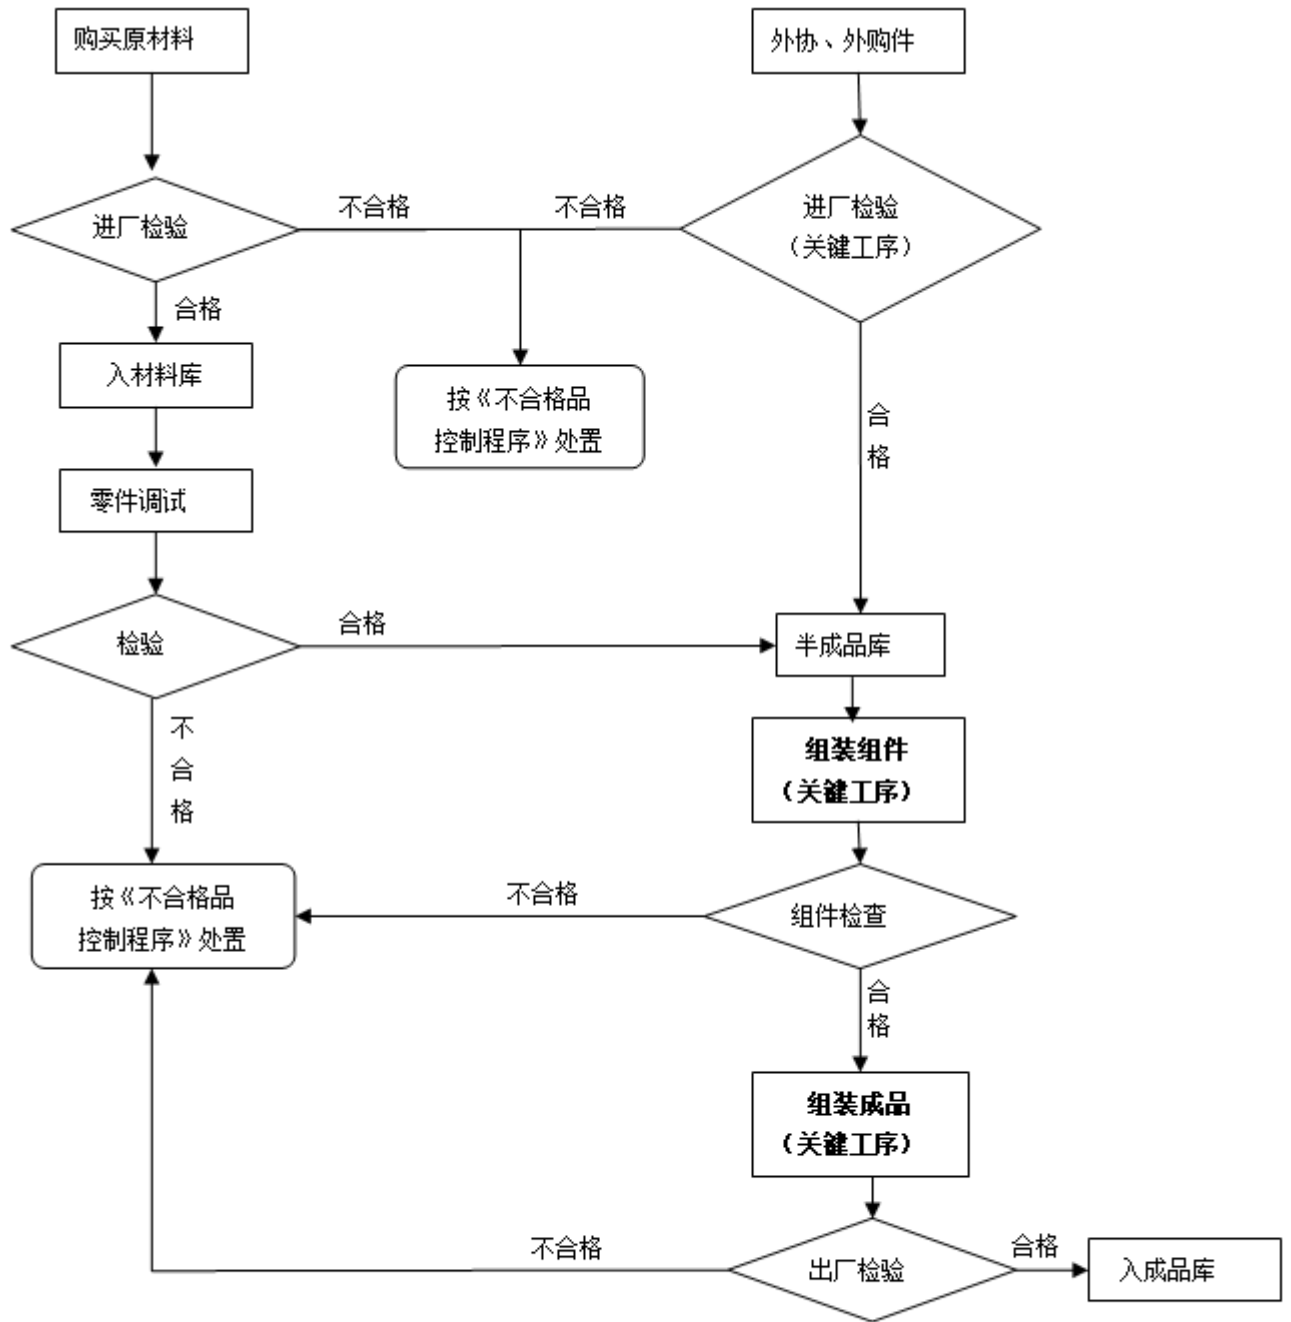 购买原材料
外协、外购件
进厂检验
不合格
不合格
进厂检验
（关键工序）
合格
入材料库
按《不合格品
控制程序》处置
合
格
零件调试
检验
合格
半成品库
不
合
格
组装组件
（关键工序）
按《不合格品
控制程序》处置
不合格
组件检查
合
格
组装成品
（关键工序）
不合格
出厂检验
合格
入成品库